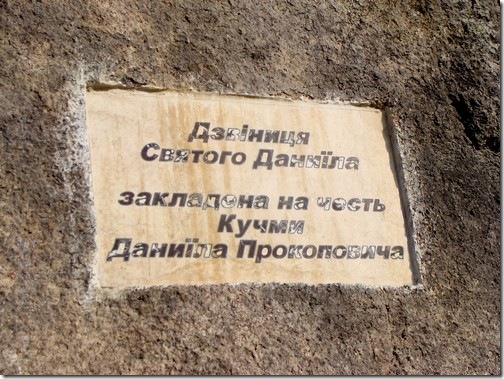 Дзвіниця
Святого Даниїла
закладена на честь
Кучми
Даниїла Прокоповича